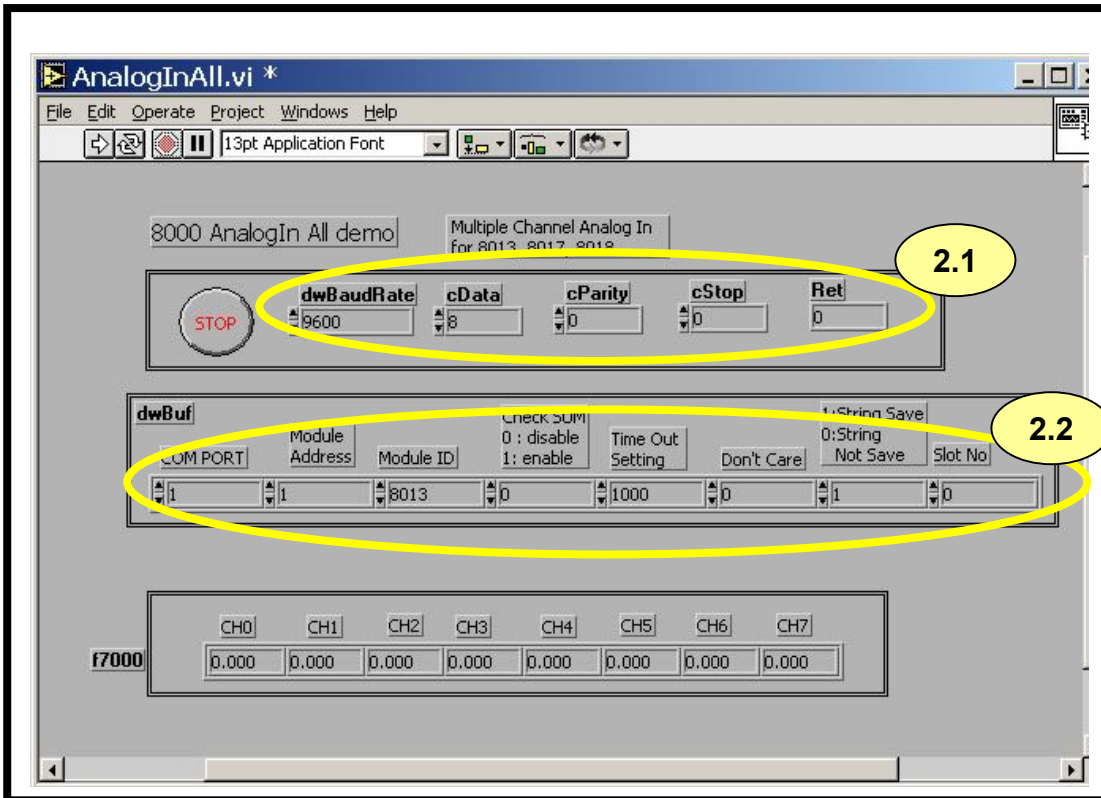 AnalogInAll.vi *
File Edit Operate Project Windows Help
13pt Application Font
8000 AnalogIn All demo
Multiple Channel Analog In
for 8013, 8017, 8018
2.1
STOP
dwBaudRate cData cParity cStop Ret
9600 8 0 0 0
dwBuf
2.2
COM PORT
Module
Address
Module ID
Check SUM
0 : disable
1: enable
Time Out
Setting
Don't Care
1:String Save
0:String
Not Save
Slot No
1 1 8013 0 1000 0 1 0
CH0 CH1 CH2 CH3 CH4 CH5 CH6 CH7
f7000
0.000 0.000 0.000 0.000 0.000 0.000 0.000 0.000